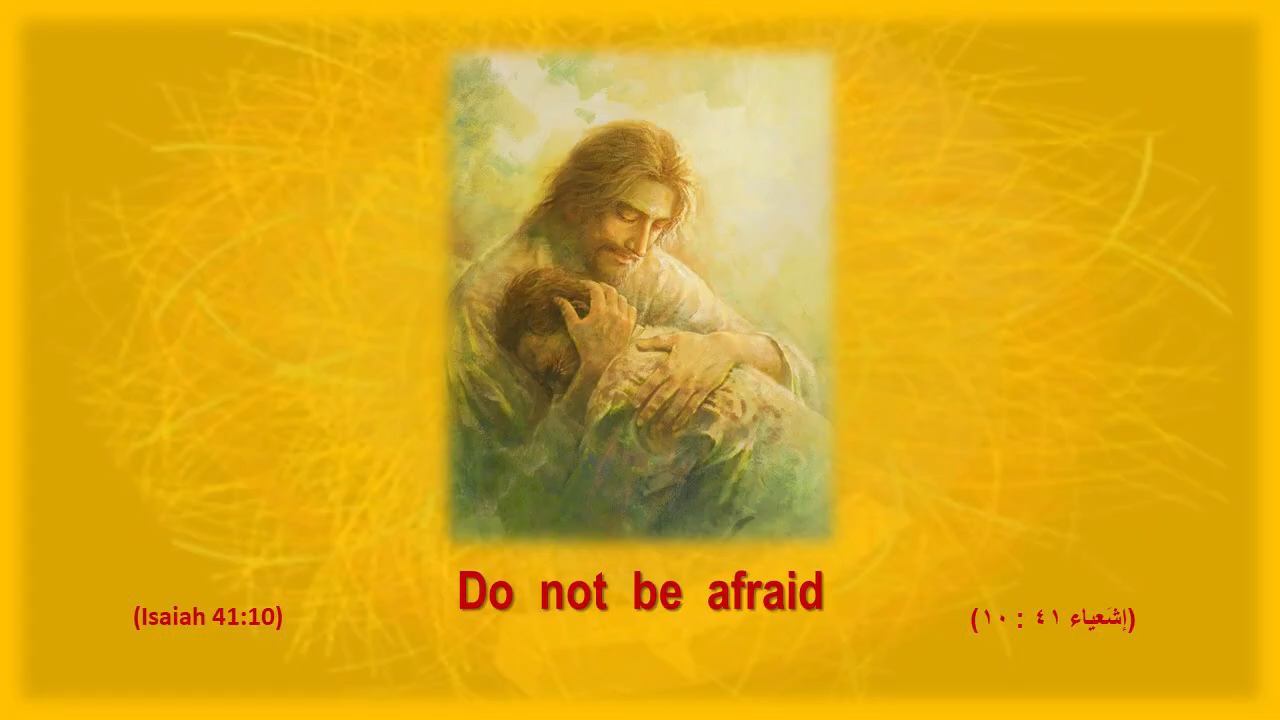 Do not be afraid
(Isaiah 41:10)
(إشَعياء ٤١ : ١٠)